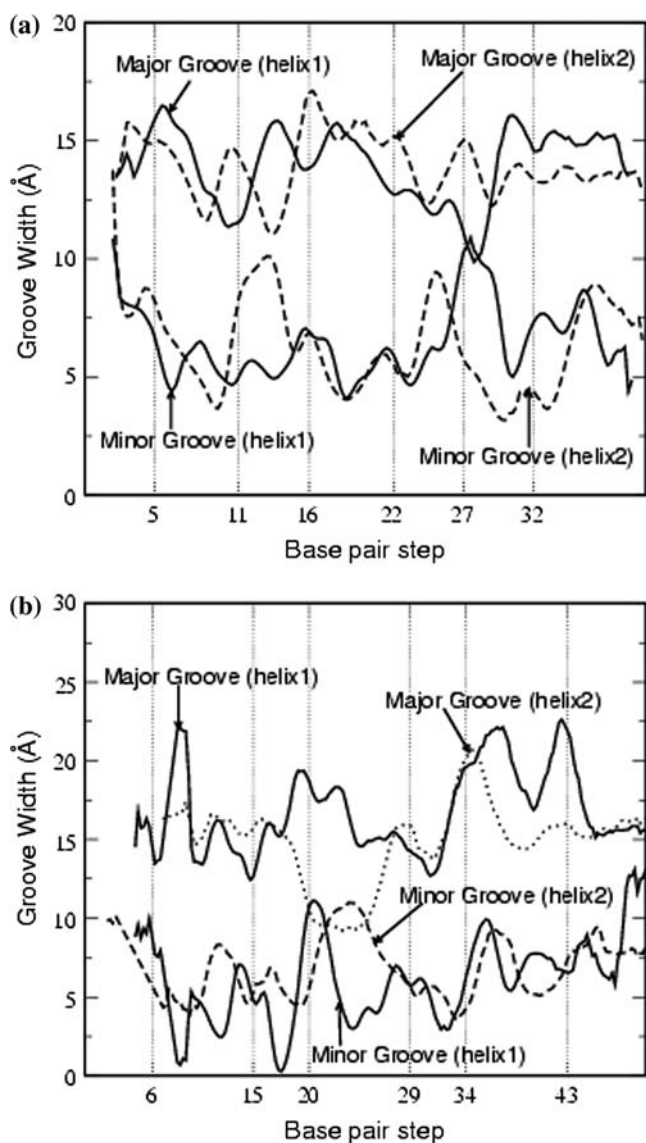 (a)
20
Major Groove (helix1)
Major Groove (helix2)
15
10
5
Minor Groove (helix1)
Minor Groove (helix2)
0
5 11 16 22 27 32
Groove Width (Å)
Base pair step
(b)
30
25
Major Groove (helix1)
Major Groove (helix2)
20
15
Minor Groove (helix2)
10
5
Minor Groove (helix1)
0
6 15 20 29 34 43
Groove Width (Å)
Base pair step